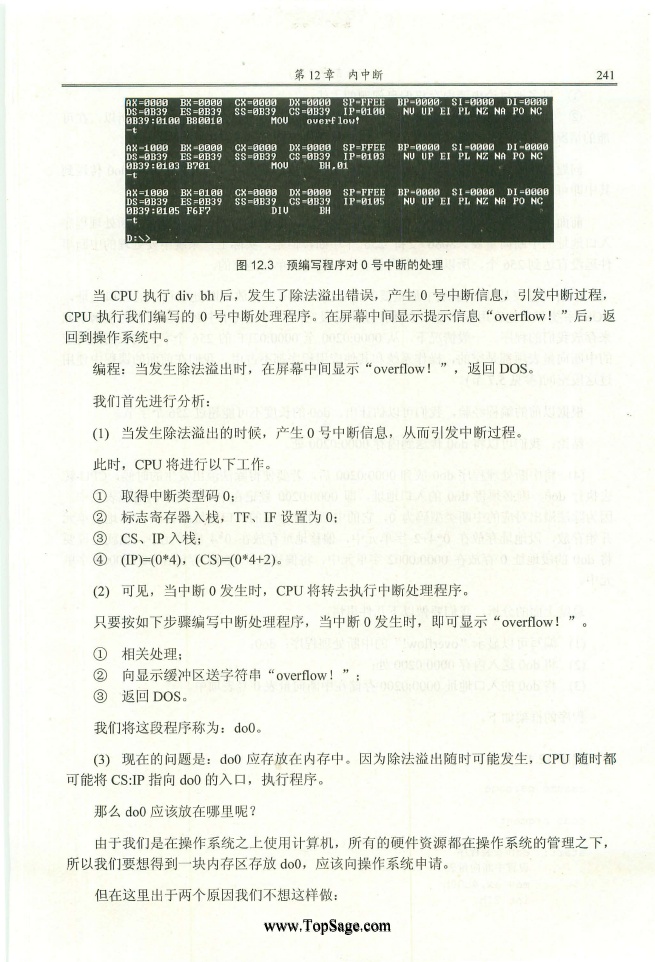 第 12 章 内中断 241
AX=0000 BX=0000 CX=0000 DX=0000 SP=FFEE BP=0000 SI=0000 DI=0000
DS=0B39 ES=0B39 SS=0B39 CS=0B39 IP=0100 NV UP EI PL NZ NA PO NC
0B39:0100 B80010 MOV overflow!
-t
AX=1000 BX=0000 CX=0000 DX=0000 SP=FFEE BP=0000 SI=0000 DI=0000
DS=0B39 ES=0B39 SS=0B39 CS=0B39 IP=0103 NV UP EI PL NZ NA PO NC
0B39:0103 B701 MOV BH,01
-t
AX=1000 BX=0100 CX=0000 DX=0000 SP=FFEE BP=0000 SI=0000 DI=0000
DS=0B39 ES=0B39 SS=0B39 CS=0B39 IP=0105 NV UP EI PL NZ NA PO NC
0B39:0105 F6F7 DIV BH
-t
D:\>_
图 12.3 预编写程序对 0 号中断的处理
当 CPU 执行 div bh 后，发生了除法溢出错误，产生 0 号中断信息，引发中断过程，
CPU 执行我们编写的 0 号中断处理程序。在屏幕中间显示提示信息“overflow！”后，返
回到操作系统中。
编程：当发生除法溢出时，在屏幕中间显示“overflow！”，返回 DOS。
我们首先进行分析：
(1) 当发生除法溢出的时候，产生 0 号中断信息，从而引发中断过程。
此时，CPU 将进行以下工作。
① 取得中断类型码 0;
② 标志寄存器入栈，TF、IF 设置为 0;
③ CS、IP 入栈;
④ (IP)=(0*4)，(CS)=(0*4+2)。
(2) 可见，当中断 0 发生时，CPU 将转去执行中断处理程序。
只要按如下步骤编写中断处理程序，当中断 0 发生时，即可显示“overflow！”。
① 相关处理;
② 向显示缓冲区送字符串“overflow！”;
③ 返回 DOS。
我们将这段程序称为：do0。
(3) 现在的问题是：do0 应存放在内存中。因为除法溢出随时可能发生，CPU 随时都
可能将 CS:IP 指向 do0 的入口，执行程序。
那么 do0 应该放在哪里呢？
由于我们是在操作系统之上使用计算机，所有的硬件资源都在操作系统的管理之下，
所以我们要想得到一块内存区存放 do0，应该向操作系统申请。
但在这里出于两个原因我们不想这样做：
www.TopSage.com